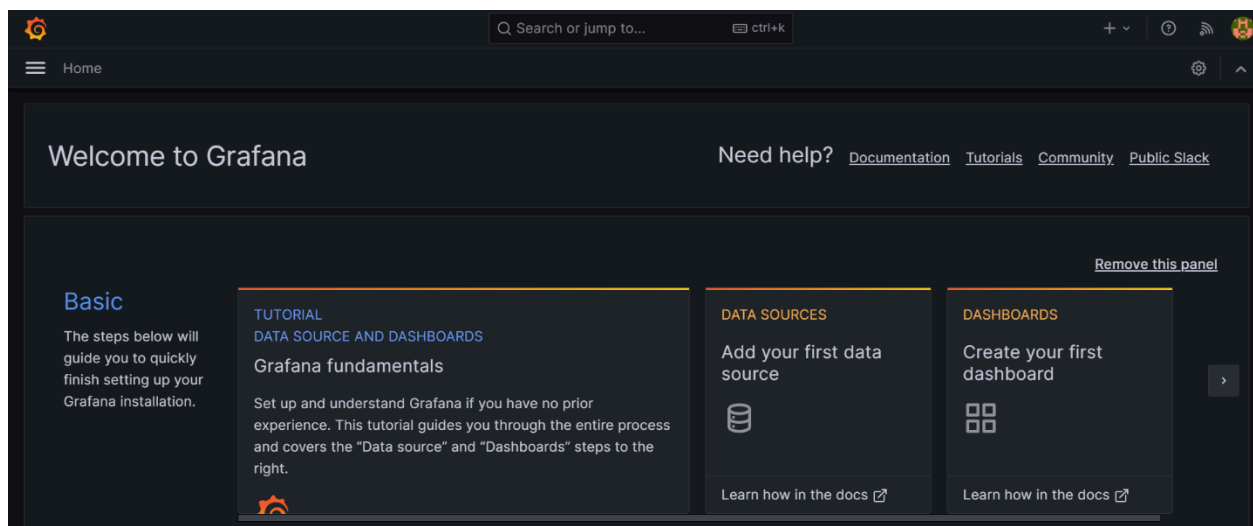 Search or jump to...
ctrl+k
Home
Welcome to Grafana
Need help? Documentation Tutorials Community Public Slack
Remove this panel
Basic
The steps below will
guide you to quickly
finish setting up your
Grafana installation.
TUTORIAL
DATA SOURCE AND DASHBOARDS
Grafana fundamentals
Set up and understand Grafana if you have no prior
experience. This tutorial guides you through the entire process
and covers the “Data source” and “Dashboards” steps to the
right.
DATA SOURCES
Add your first data
source
Learn how in the docs
DASHBOARDS
Create your first
dashboard
Learn how in the docs